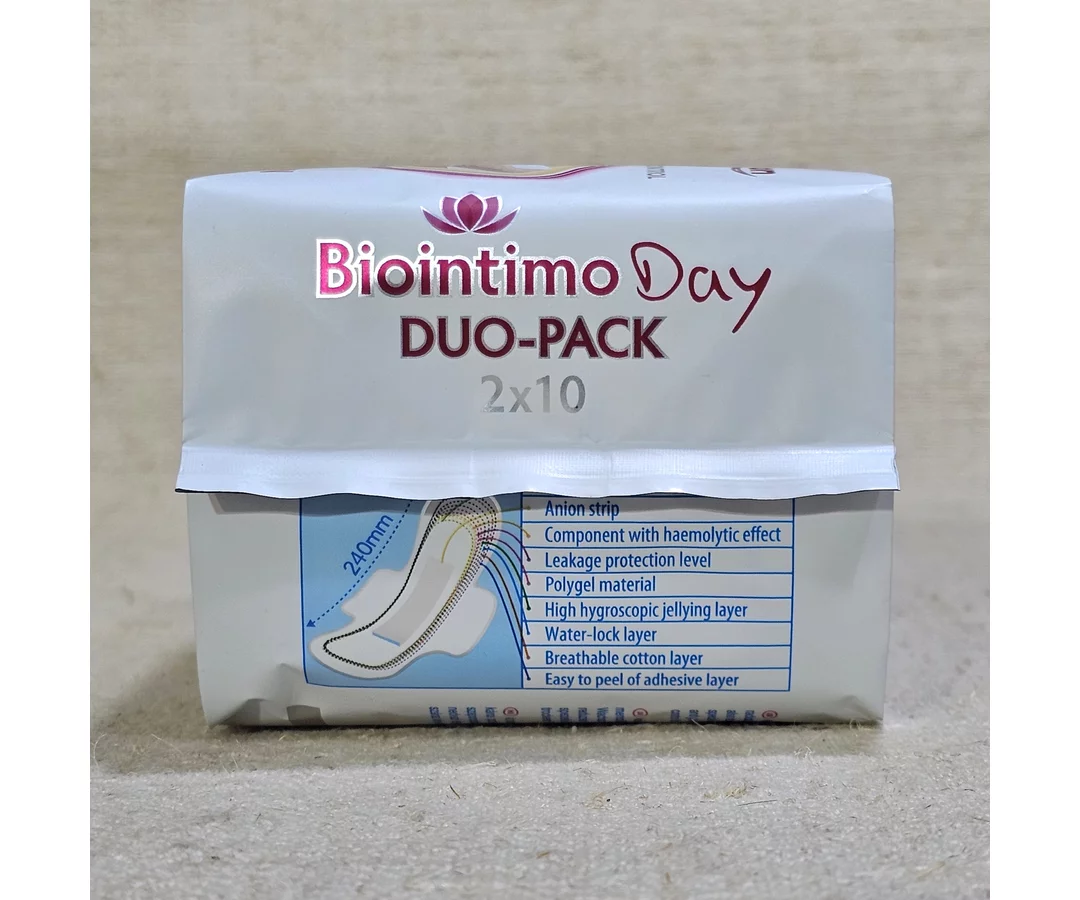 Biointimo Day
DUO-PACK
2x10
240mm
Anion strip
Component with haemolytic effect
Leakage protection level
Polygel material
High hygroscopic jellying layer
Water-lock layer
Breathable cotton layer
Easy to peel of adhesive layer